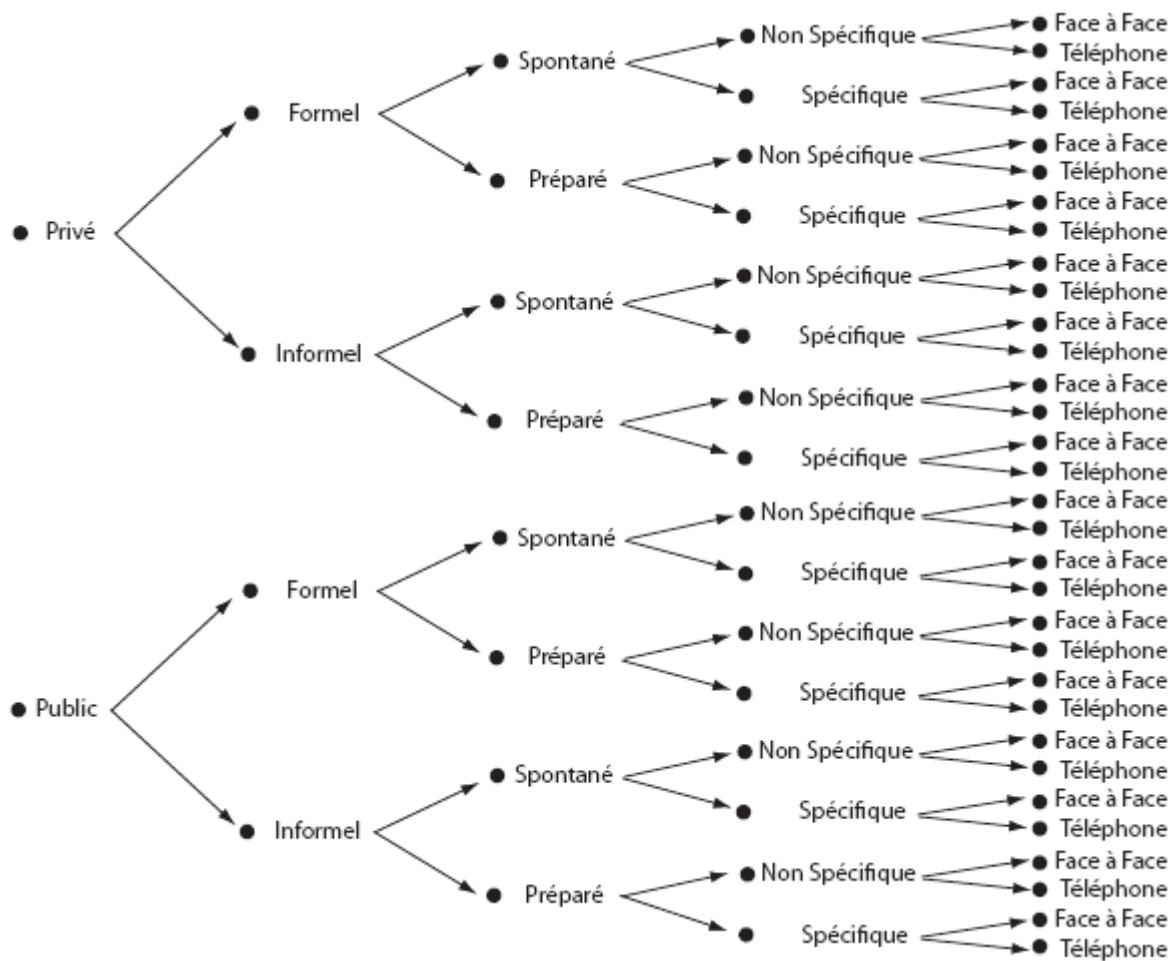 Face à Face
Non Spécifique
Téléphone
Spontané
Face à Face
Spécifique
Téléphone
Formel
Face à Face
Non Spécifique
Téléphone
Préparé
Face à Face
Spécifique
Téléphone
Privé
Face à Face
Non Spécifique
Téléphone
Spontané
Face à Face
Spécifique
Téléphone
Informel
Face à Face
Non Spécifique
Téléphone
Préparé
Face à Face
Spécifique
Téléphone
Face à Face
Non Spécifique
Téléphone
Spontané
Face à Face
Spécifique
Téléphone
Formel
Face à Face
Non Spécifique
Téléphone
Préparé
Face à Face
Spécifique
Téléphone
Public
Face à Face
Non Spécifique
Téléphone
Spontané
Face à Face
Spécifique
Téléphone
Informel
Face à Face
Non Spécifique
Téléphone
Préparé
Face à Face
Spécifique
Téléphone